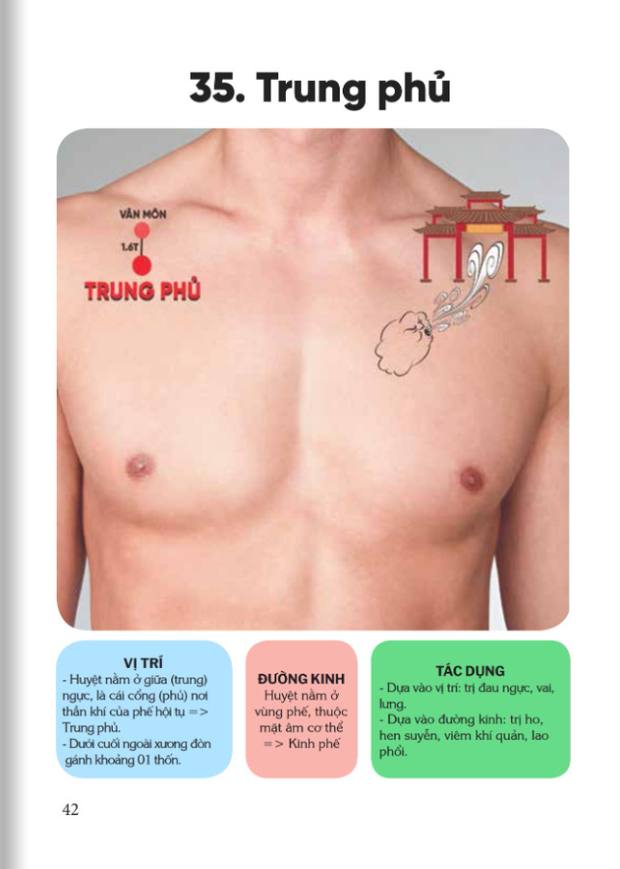 35. Trung phủ
VÂN MÔN
1.6T
TRUNG PHỦ
VỊ TRÍ
- Huyệt nằm ở giữa (trung)
ngực, là cái cổng (phủ) nơi
thần khí của phế hội tụ =>
Trung phủ.
- Dưới cuối ngoài xương đòn
gánh khoảng 01 thốn.
ĐƯỜNG KINH
Huyệt nằm ở
vùng phế, thuộc
mặt âm cơ thể
=> Kinh phế
TÁC DỤNG
- Dựa vào vị trí: trị đau ngực, vai,
lưng.
- Dựa vào đường kinh: trị ho,
hen suyễn, viêm khí quản, lao
phổi.
42